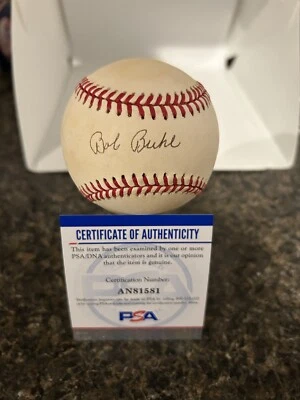 Bob Buhl
CERTIFICATE OF AUTHENTICITY
This item has been examined by one or more
PSA/DNA authenticators and it is our opinion
that the item is genuine.
Certification Number:
AN81581
PSA